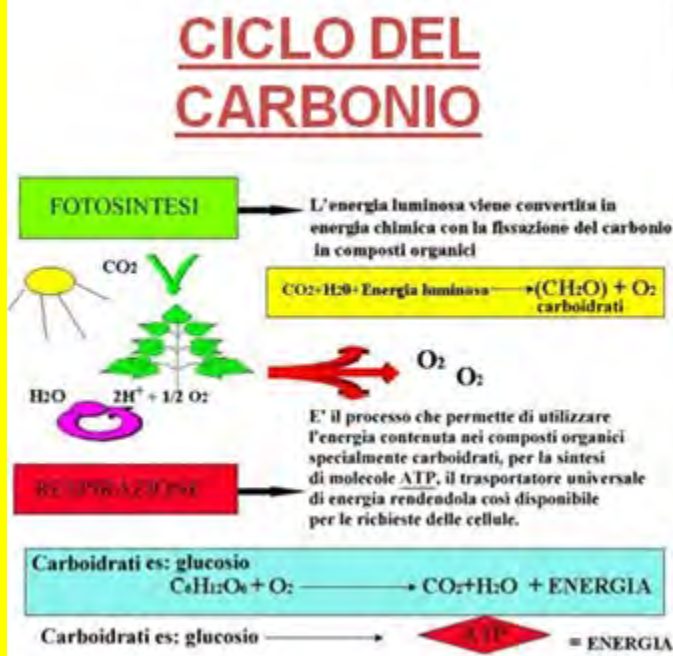 CICLO DEL
CARBONIO
FOTOSINTESI
L'energia luminosa viene convertita in
energia chimica con la fissazione del carbonio
in composti organici
CO2
CO2+H20+Energia luminosa (CH2O) + O2
carboidrati
O2
O2
H2O 2H+ + 1/2 O2
E' il processo che permette di utilizzare
l'energia contenuta nei composti organici
specialmente carboidrati, per la sintesi
di molecole ATP, il trasportatore universale
di energia rendendola così disponibile
per le richieste delle cellule.
RESPIRAZIONE
Carboidrati es: glucosio
C6H12O6 + O2 CO2+H2O + ENERGIA
Carboidrati es: glucosio ATP = ENERGIA